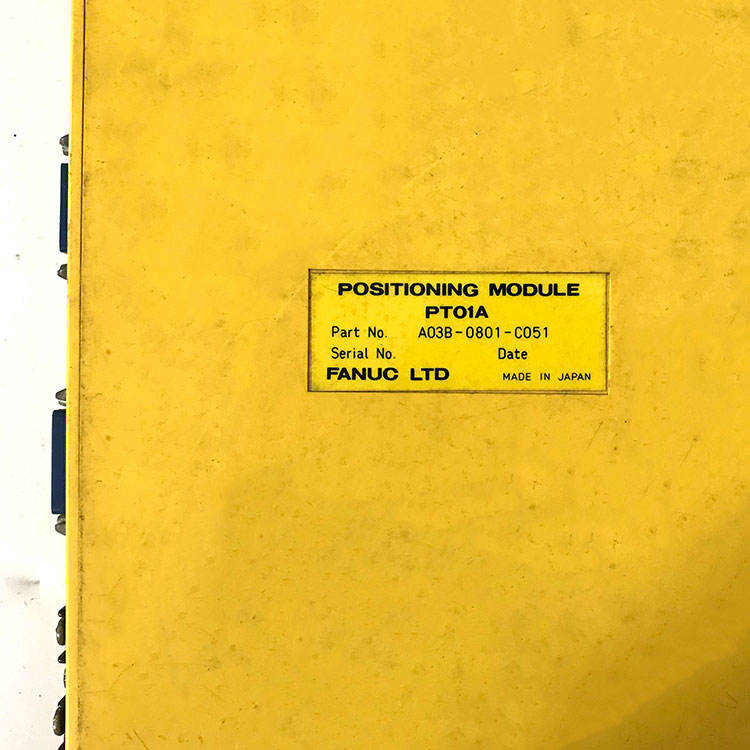 POSITIONING MODULE
PT01A
Part No. A03B-0801-C051
Serial No. Date
FANUC LTD MADE IN JAPAN